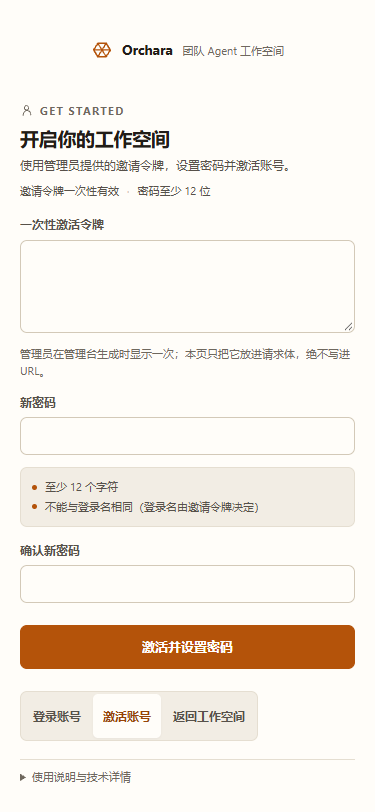 Orchara 团队 Agent 工作空间
GET STARTED
开启你的工作空间
使用管理员提供的邀请令牌，设置密码并激活账号。
邀请令牌一次性有效 · 密码至少 12 位
一次性激活令牌
管理员在管理台生成时显示一次；本页只把它放进请求体，绝不写进
URL。
新密码
至少 12 个字符
不能与登录名相同（登录名由邀请令牌决定）
确认新密码
激活并设置密码
登录账号 激活账号 返回工作空间
使用说明与技术详情